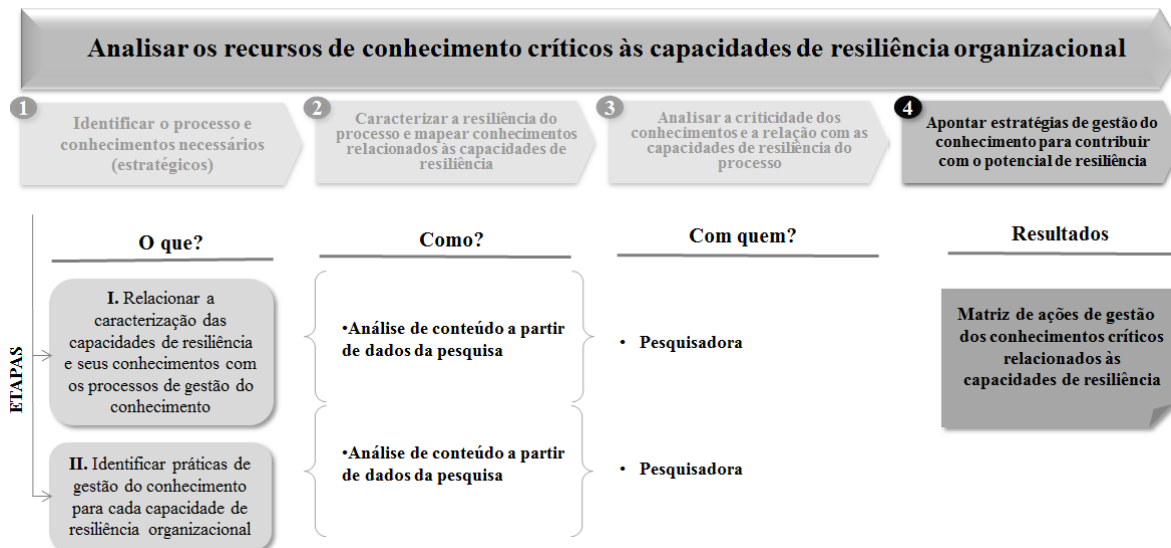 Analisar os recursos de conhecimento críticos às capacidades de resiliência organizacional
1
Identificar o processo e
conhecimentos necessários
(estratégicos)
2
Caracterizar a resiliência do
processo e mapear conhecimentos
relacionados às capacidades de
resiliência
3
Analisar a criticidade dos
conhecimentos e a relação com as
capacidades de resiliência do
processo
4
Apontar estratégias de gestão do
conhecimento para contribuir
com o potencial de resiliência
O que?
Como?
Com quem?
Resultados
ETAPAS
I. Relacionar a
caracterização das
capacidades de resiliência
e seus conhecimentos com
os processos de gestão do
conhecimento
•Análise de conteúdo a partir
de dados da pesquisa
• Pesquisadora
Matriz de ações de gestão
dos conhecimentos críticos
relacionados às
capacidades de resiliência
II. Identificar práticas de
gestão do conhecimento
para cada capacidade de
resiliência organizacional
•Análise de conteúdo a partir
de dados da pesquisa
• Pesquisadora